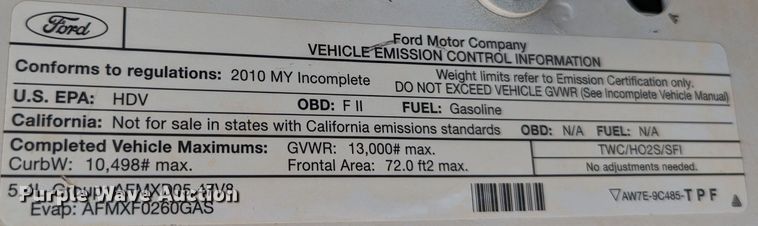 Ford
Ford Motor Company
VEHICLE EMISSION CONTROL INFORMATION
Conforms to regulations: 2010 MY Incomplete
Weight limits refer to Emission Certification only.
DO NOT EXCEED VEHICLE GVWR (See Incomplete Vehicle Manual)
U.S. EPA: HDV OBD: F II FUEL: Gasoline
California: Not for sale in states with California emissions standards OBD: N/A FUEL: N/A
Completed Vehicle Maximums: GVWR: 13,000# max. TWC/HO2S/SFI
CurbW: 10,498# max. Frontal Area: 72.0 ft2 max. No adjustments needed.
Group:
Purple Wave Auction
Evap: AFMXF0260GAS
AW7E-9C485-TPF